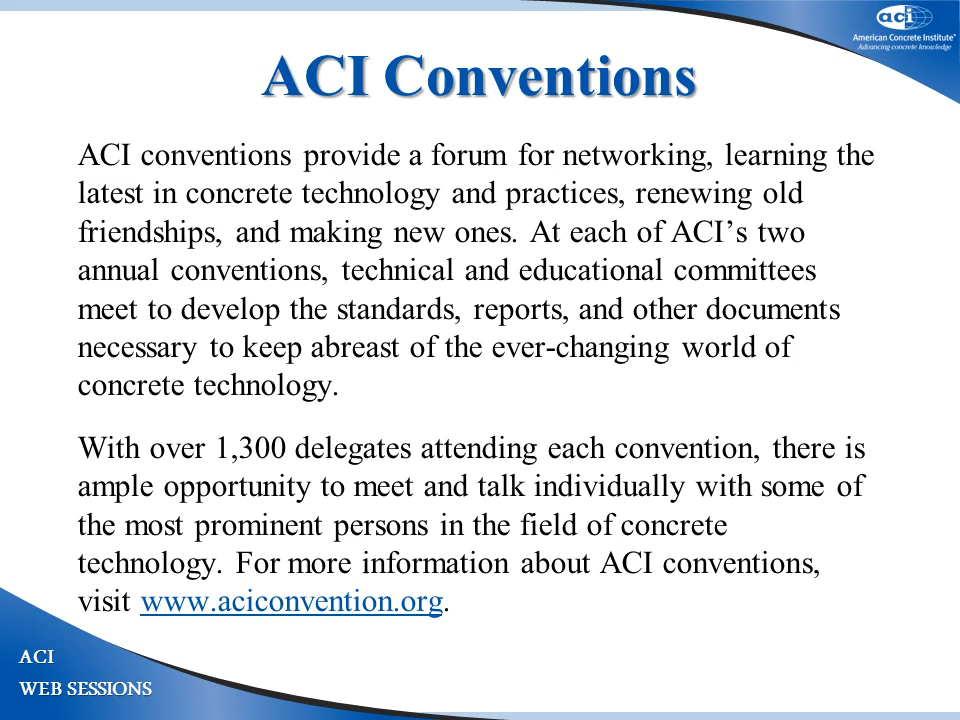 aci
American Concrete Institute®
Advancing concrete knowledge
ACI Conventions
ACI conventions provide a forum for networking, learning the
latest in concrete technology and practices, renewing old
friendships, and making new ones. At each of ACI’s two
annual conventions, technical and educational committees
meet to develop the standards, reports, and other documents
necessary to keep abreast of the ever-changing world of
concrete technology.
With over 1,300 delegates attending each convention, there is
ample opportunity to meet and talk individually with some of
the most prominent persons in the field of concrete
technology. For more information about ACI conventions,
visit www.aciconvention.org.
ACI
WEB SESSIONS